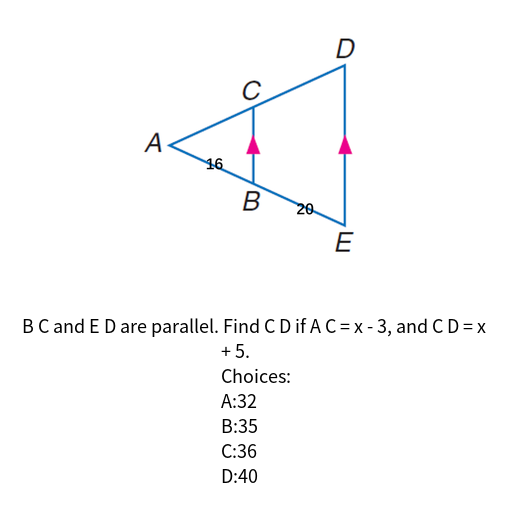 D
C
A
16
B
20
E
B C and E D are parallel. Find C D if A C = x - 3, and C D = x
+ 5.
Choices:
A:32
B:35
C:36
D:40